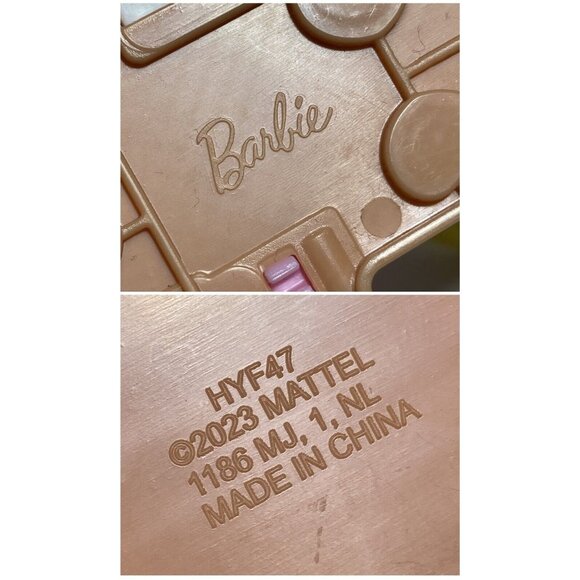 Barbie
HYF47
©2023 MATTEL
1186 MJ, 1, NL
MADE IN CHINA